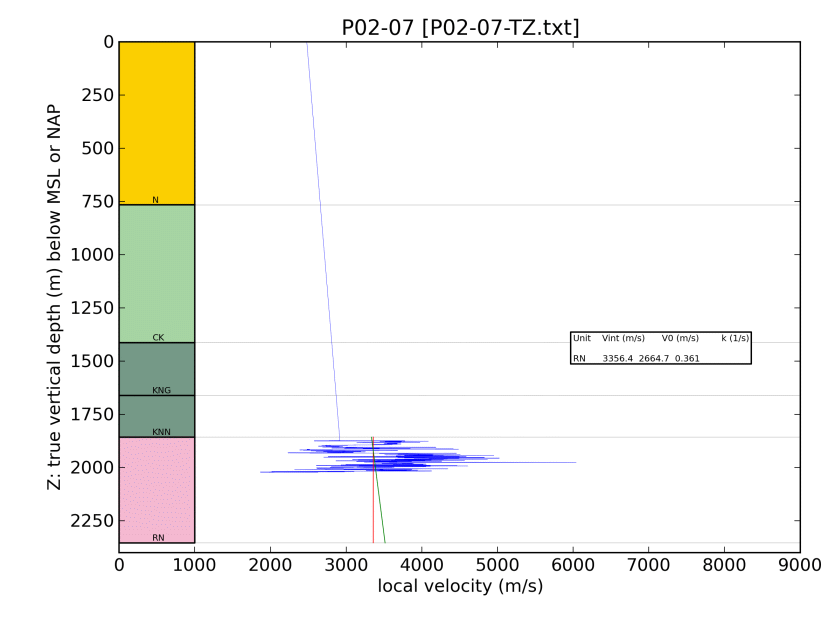 P02-07 [P02-07-TZ.txt]
0
250
500
750
1000
1250
1500
1750
2000
2250
Z: true vertical depth (m) below MSL or NAP
N
CK
KNG
KNN
RN
Unit Vint (m/s) V0 (m/s) k (1/s)
RN 3356.4 2664.7 0.361
0 1000 2000 3000 4000 5000 6000 7000 8000 9000
local velocity (m/s)